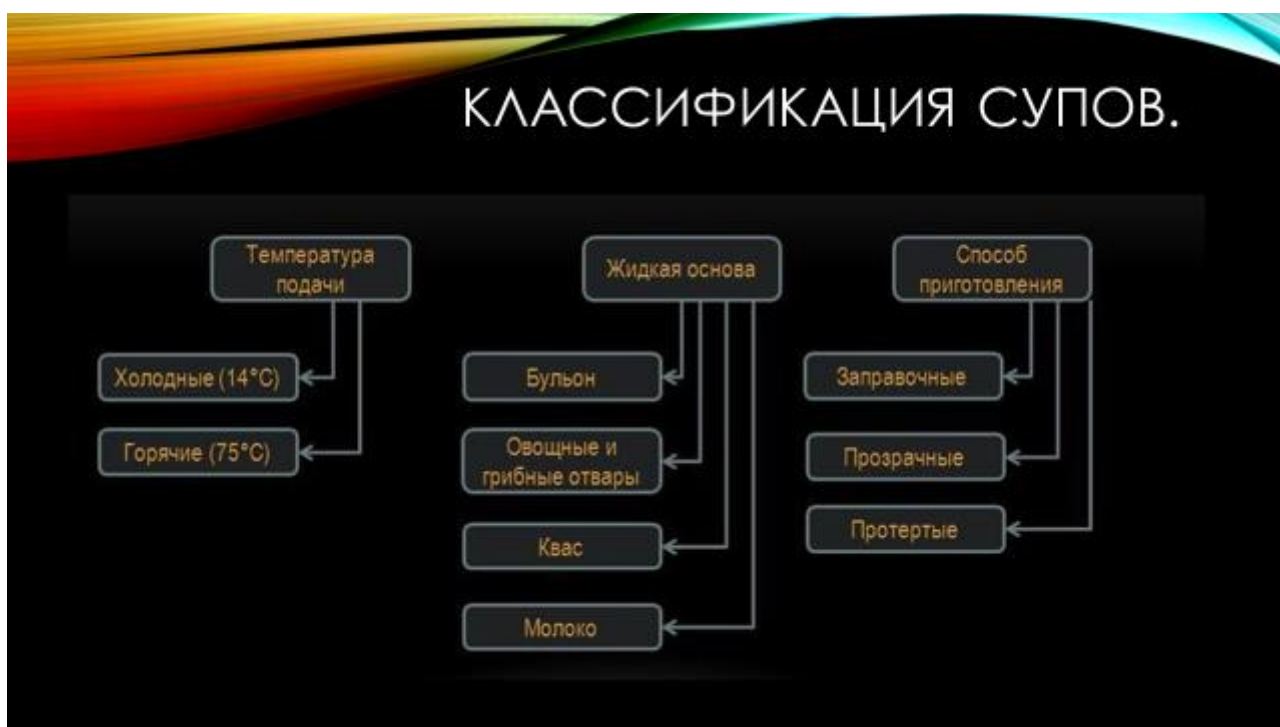 КЛАССИФИКАЦИЯ СУПОВ.
Температура
подачи
Холодные (14°C)
Горячие (75°C)
Жидкая основа
Бульон
Овощные и
грибные отвары
Квас
Молоко
Способ
приготовления
Заправочные
Прозрачные
Протертые